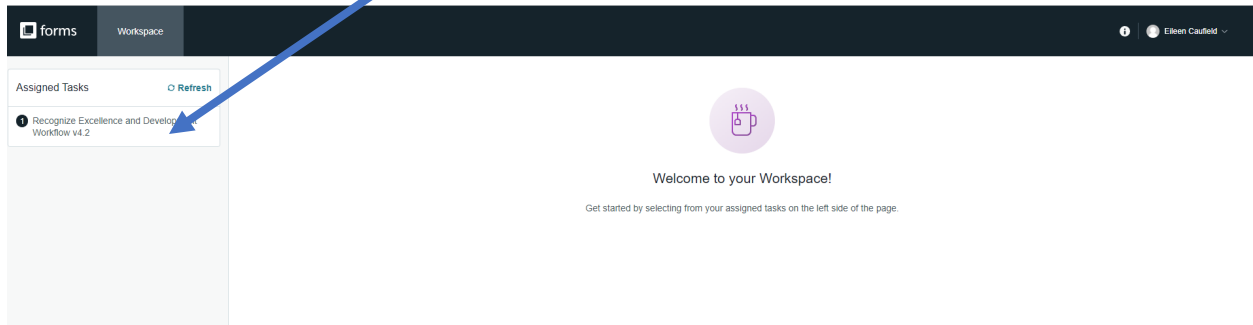 forms
Workspace
i
Eileen Caufield
Assigned Tasks
Refresh
1 Recognize Excellence and
Workflow v4.2
Welcome to your Workspace!
Get started by selecting from your assigned tasks on the left side of the page.